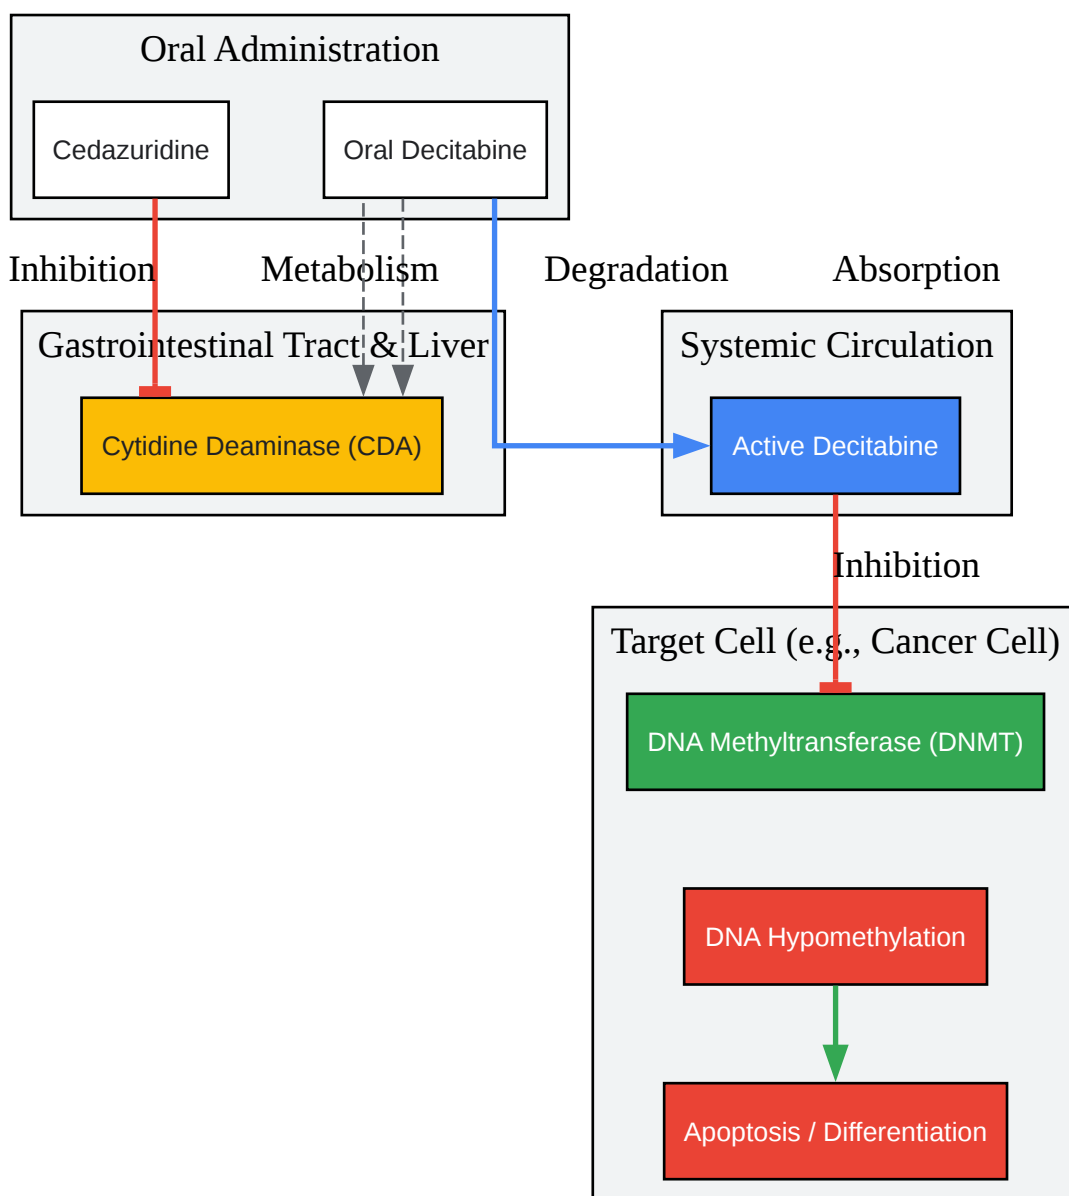 Oral Administration
Cedazuridine
Oral Decitabine
Inhibition
Metabolism
Degradation
Absorption
Gastrointestinal Tract & Liver
Systemic Circulation
Cytidine Deaminase (CDA)
Active Decitabine
Inhibition
Target Cell (e.g., Cancer Cell)
DNA Methyltransferase (DNMT)
DNA Hypomethylation
Apoptosis / Differentiation